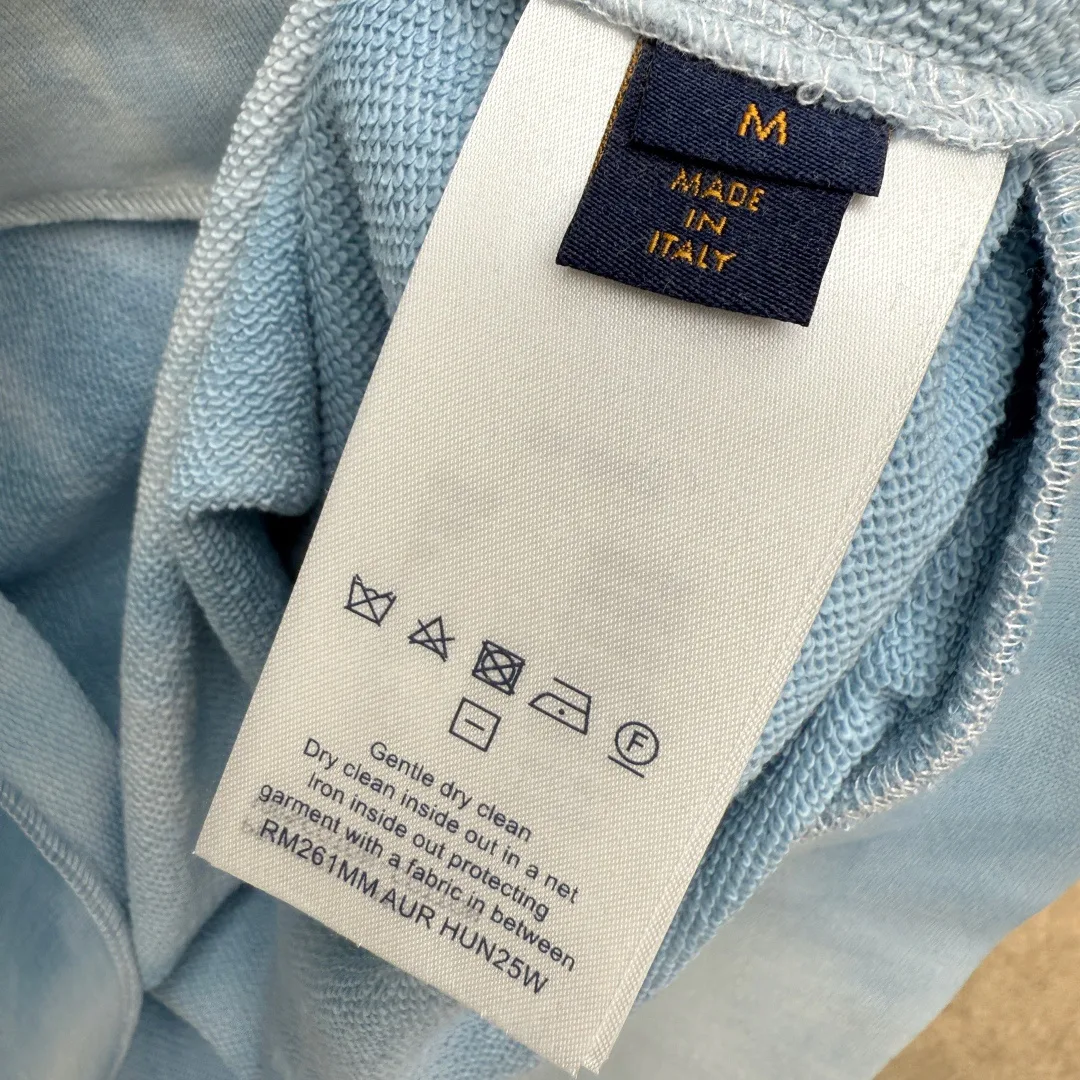 M
MADE
IN
ITALY
F
Gentle dry clean
Dry clean inside out in a net
Iron inside out protecting
garment with a fabric in between
RM261MM AUR HUN25W